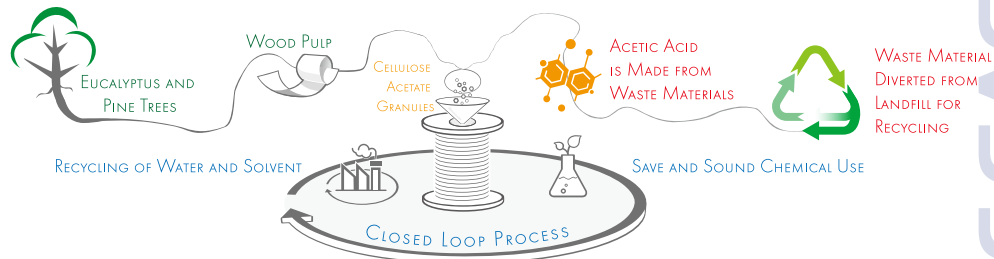 Eucalyptus and
Pine Trees
Wood Pulp
Cellulose
Acetate
Granules
Acetic Acid
is Made from
Waste Materials
Waste Material
Diverted from
Landfill for
Recycling
Recycling of Water and Solvent
Save and Sound Chemical Use
Closed Loop Process